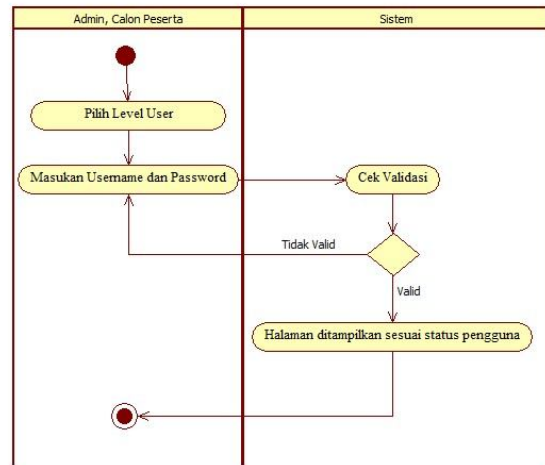 Admin, Calon Peserta
Sistem
Pilih Level User
Masukan Username dan Password
Cek Validasi
Tidak Valid
Valid
Halaman ditampilkan sesuai status pengguna